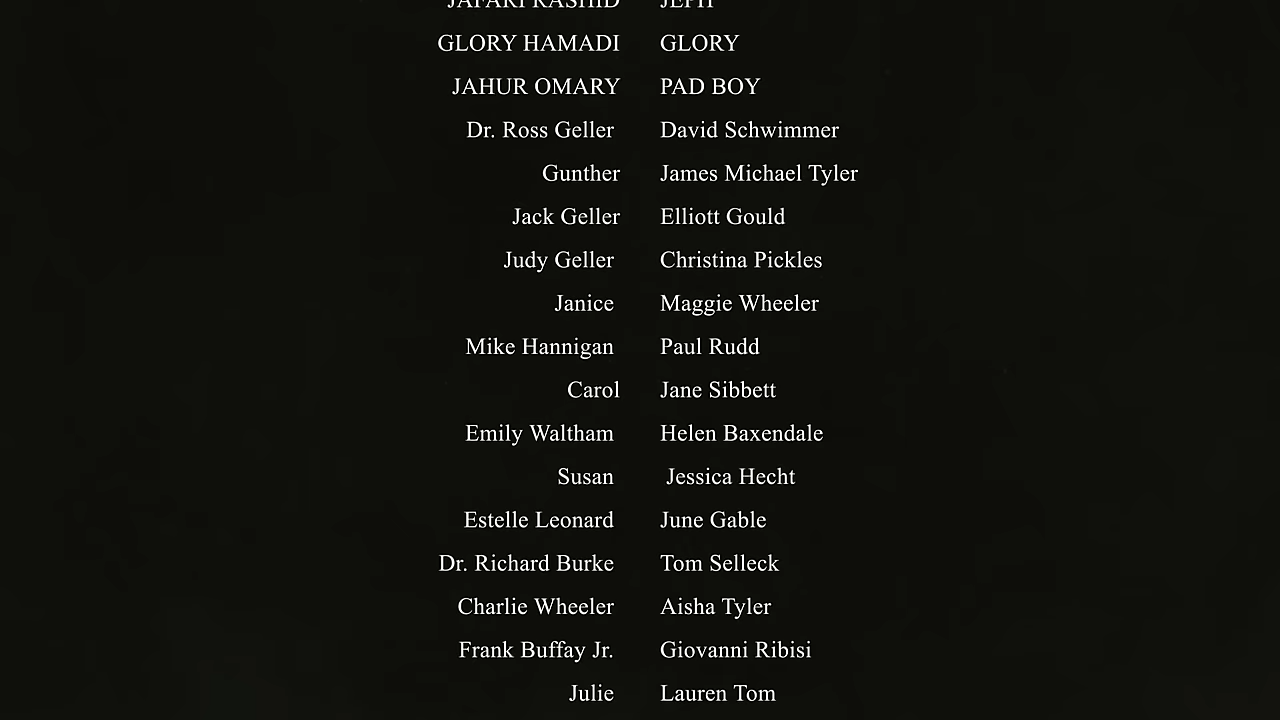 JAFARI RASHID JEPH
GLORY HAMADI GLORY
JAHUR OMARY PAD BOY
Dr. Ross Geller David Schwimmer
Gunther James Michael Tyler
Jack Geller Elliott Gould
Judy Geller Christina Pickles
Janice Maggie Wheeler
Mike Hannigan Paul Rudd
Carol Jane Sibbett
Emily Waltham Helen Baxendale
Susan Jessica Hecht
Estelle Leonard June Gable
Dr. Richard Burke Tom Selleck
Charlie Wheeler Aisha Tyler
Frank Buffay Jr. Giovanni Ribisi
Julie Lauren Tom